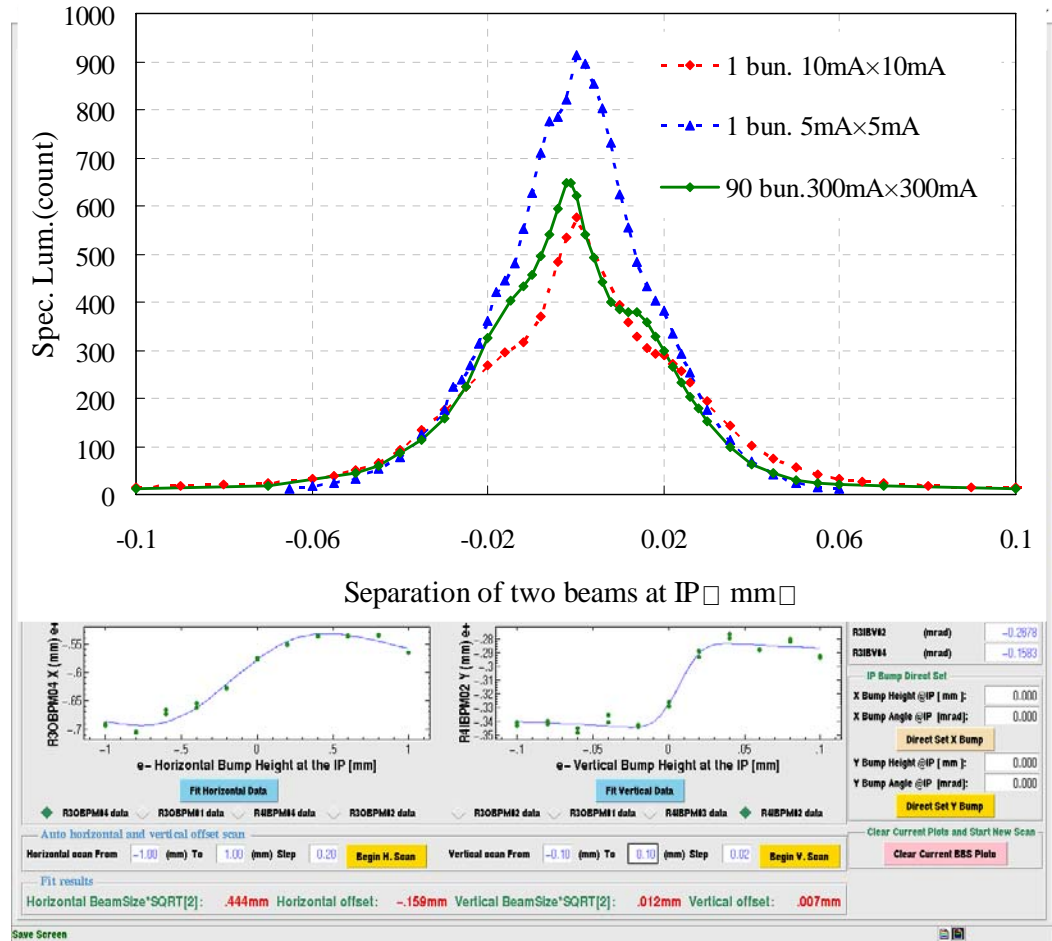 1000
900
800
700
600
500
400
300
200
100
0
Spec. Lum.(count)
1 bun. 10mA×10mA
1 bun. 5mA×5mA
90 bun.300mA×300mA
-0.1 -0.06 -0.02 0.02 0.06 0.1
Separation of two beams at IP□ mm□
R3OBPM04 X (mm) e+
-.55
-.6
-.65
-.7
-1 -.5 0 .5 1
e- Horizontal Bump Height at the IP [mm]
R4IBPM02 Y (mm) e+
-.28
-.29
-.3
-.31
-.32
-.33
-.34
-.35
-.1 -.05 0 .05 .1
e- Vertical Bump Height at the IP [mm]
Fit Horizontal Data
Fit Vertical Data
R3OBPM04 data R3OBPM01 data R4IBPM04 data R3OBPM02 data
R3OBPM02 data R3OBPM01 data R4IBPM03 data R4IBPM02 data
R3IBV02 (mrad) -0.2678
R3IBV04 (mrad) -0.1583
IP Bump Direct Set
X Bump Height @IP [ mm ]: 0.000
X Bump Angle @IP [mrad]: 0.000
Direct Set X Bump
Y Bump Height @IP [ mm ]: 0.000
Y Bump Angle @IP [mrad]: 0.000
Direct Set Y Bump
Auto horizontal and vertical offset scan
Horizontal scan From -1.00 (mm) To 1.00 (mm) Step 0.20 Begin H. Scan
Vertical scan From -0.10 (mm) To 0.10 (mm) Step 0.02 Begin V. Scan
Clear Current Plots and Start New Scan
Clear Current BBS Plots
Fit results
Horizontal BeamSize*SQRT[2]: .444mm Horizontal offset: -.159mm Vertical BeamSize*SQRT[2]: .012mm Vertical offset: .007mm
Save Screen